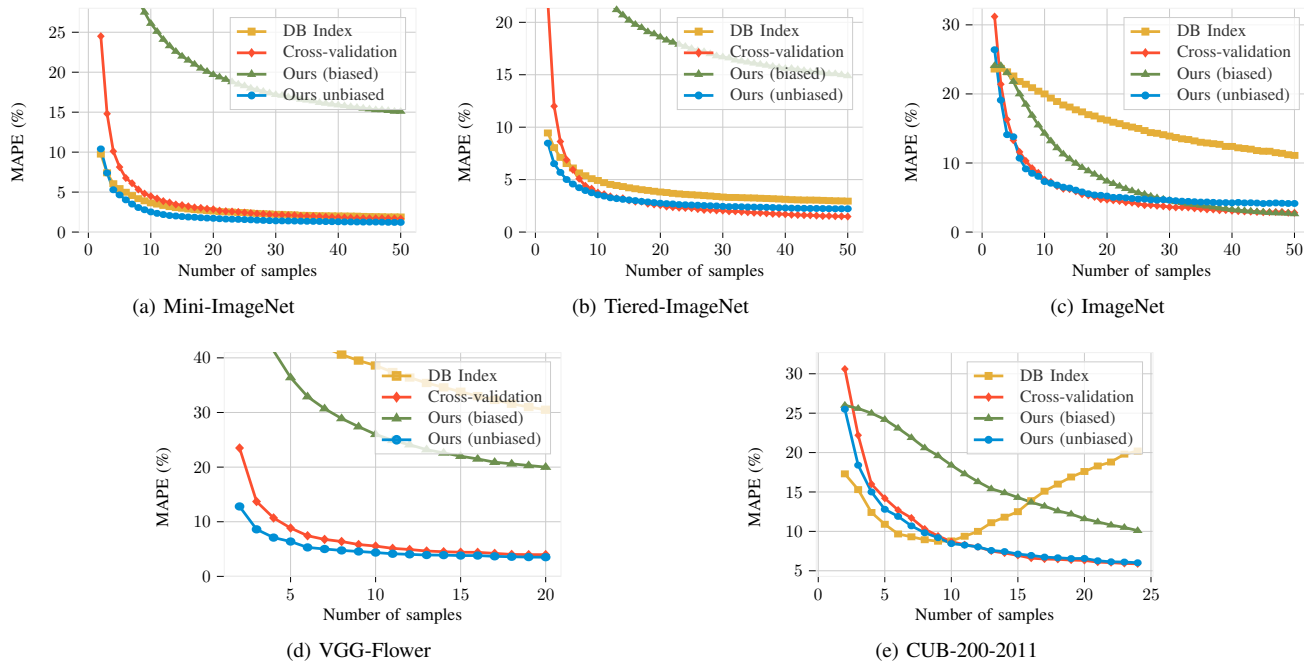 MAPE (%)
25
20
15
10
5
0
0 10 20 30 40 50
Number of samples
DB Index
Cross-validation
Ours (biased)
Ours unbiased)
(a) Mini-ImageNet
MAPE (%)
20
15
10
5
0
0 10 20 30 40 50
Number of samples
DB Index
Cross-validation
Ours (biased)
Ours (unbiased)
(b) Tiered-ImageNet
MAPE (%)
30
20
10
0
0 10 20 30 40 50
Number of samples
DB Index
Cross-validation
Ours (biased)
Ours (unbiased)
(c) ImageNet
MAPE (%)
40
30
20
10
0
5 10 15 20
Number of samples
DB Index
Cross-validation
Ours (biased)
Ours (unbiased)
(d) VGG-Flower
MAPE (%)
30
25
20
15
10
5
0 5 10 15 20 25
Number of samples
DB Index
Cross-validation
Ours (biased)
Ours (unbiased)
(e) CUB-200-2011